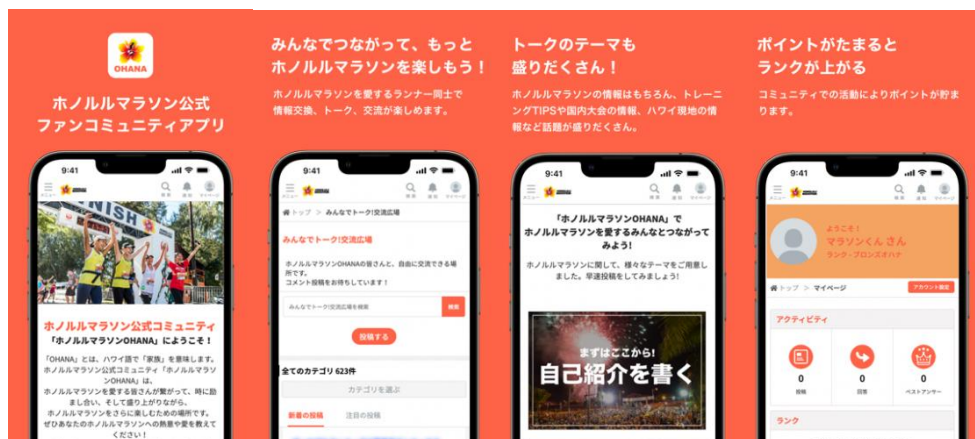 OHANA
ホノルルマラソン公式
ファンコミュニティアプリ
9:41
FINISH
ホノルルマラソン公式コミュニティ
「ホノルルマラソンOHANA」にようこそ！
「OHANA」とは、ハワイ語で「家族」を意味します。
ホノルルマラソン公式コミュニティ「ホノルルマラソ
ンOHANA」は、
ホノルルマラソンを愛する皆さんが繋がって、時に励
まし合い、そして盛り上がりながら、
ホノルルマラソンをさらに楽しむための場所です。
ぜひあなたのホノルルマラソンへの熱意や愛を教えて
ください！
みんなでつながって、もっと
ホノルルマラソンを楽しもう！
ホノルルマラソンを愛するランナー同士で
情報交換、トーク、交流が楽しめます。
9:41
トップ > みんなでトーク!交流広場
みんなでトーク!交流広場
ホノルルマラソンOHANAの皆さんと、自由に交流できる場
所です。
コメント投稿をお待ちしています！
みんなでトーク!交流広場を検索
検索
投稿する
全てのカテゴリ 623件
カテゴリを選ぶ
新着の投稿
注目の投稿
トークのテーマも
盛りだくさん！
ホノルルマラソンの情報はもちろん、トレーニ
ングTIPSや国内大会の情報、ハワイ現地の情
報など話題が盛りだくさん。
9:41
「ホノルルマラソンOHANA」で
ホノルルマラソンを愛するみんなとつながって
みよう!
ホノルルマラソンに関して、様々なテーマをご用意し
ました。早速投稿をしてみましょう!
まずはここから!
自己紹介を書く
ポイントがたまると
ランクが上がる
コミュニティでの活動によりポイントが貯ま
ります。
9:41
ようこそ！
マラソンくん さん
ランク・ブロンズオハナ
トップ > マイページ
アカウント設定
アクティビティ
0
投稿
0
回答
0
ベストアンサー
ランク